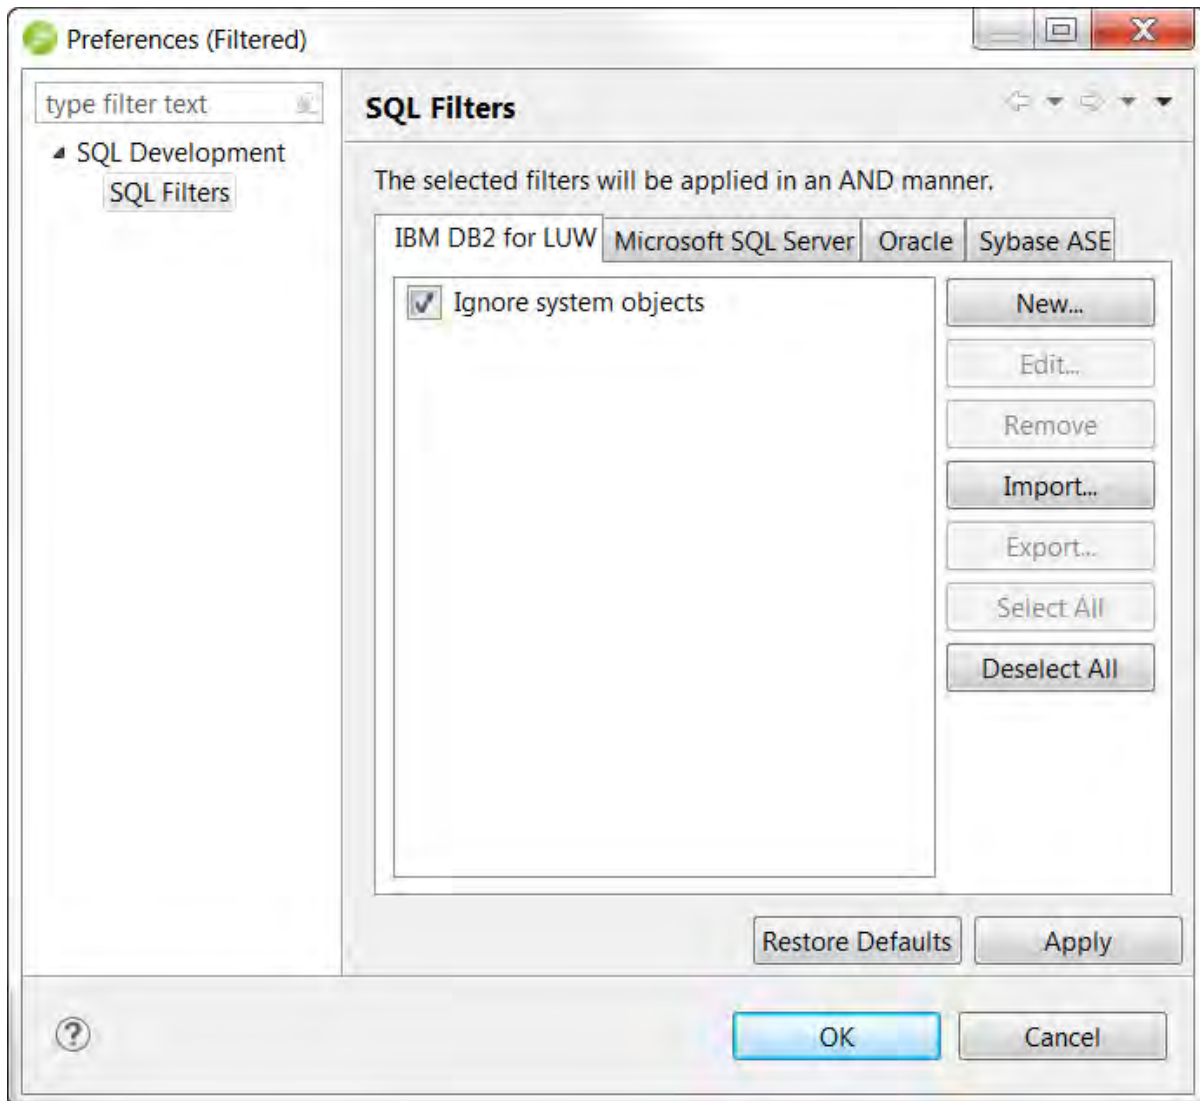 Preferences (Filtered)
type filter text
SQL Development
SQL Filters
SQL Filters
The selected filters will be applied in an AND manner.
IBM DB2 for LUW Microsoft SQL Server Oracle Sybase ASE
Ignore system objects
New...
Edit...
Remove
Import...
Export...
Select All
Deselect All
Restore Defaults Apply
? OK Cancel